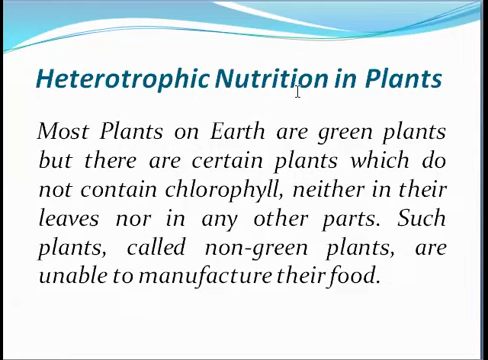 Heterotrophic Nutrition in Plants
Most Plants on Earth are green plants
but there are certain plants which do
not contain chlorophyll, neither in their
leaves nor in any other parts. Such
plants, called non-green plants, are
unable to manufacture their food.